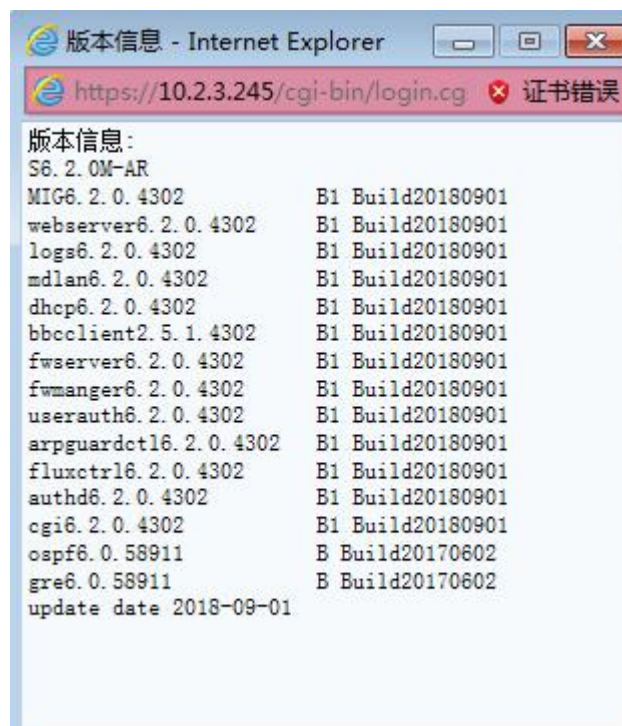 版本信息 - Internet Explorer
https://10.2.3.245/cgi-bin/login.cg 证书错误
版本信息:
S6.2.0M-AR
MIG6.2.0.4302 B1 Build20180901
webserver6.2.0.4302 B1 Build20180901
logs6.2.0.4302 B1 Build20180901
mdlan6.2.0.4302 B1 Build20180901
dhcp6.2.0.4302 B1 Build20180901
bbcclient2.5.1.4302 B1 Build20180901
fwserver6.2.0.4302 B1 Build20180901
fwmanger6.2.0.4302 B1 Build20180901
userauth6.2.0.4302 B1 Build20180901
arpguardctl6.2.0.4302 B1 Build20180901
fluxctrl6.2.0.4302 B1 Build20180901
authd6.2.0.4302 B1 Build20180901
cgi6.2.0.4302 B1 Build20180901
ospf6.0.58911 B Build20170602
gre6.0.58911 B Build20170602
update date 2018-09-01